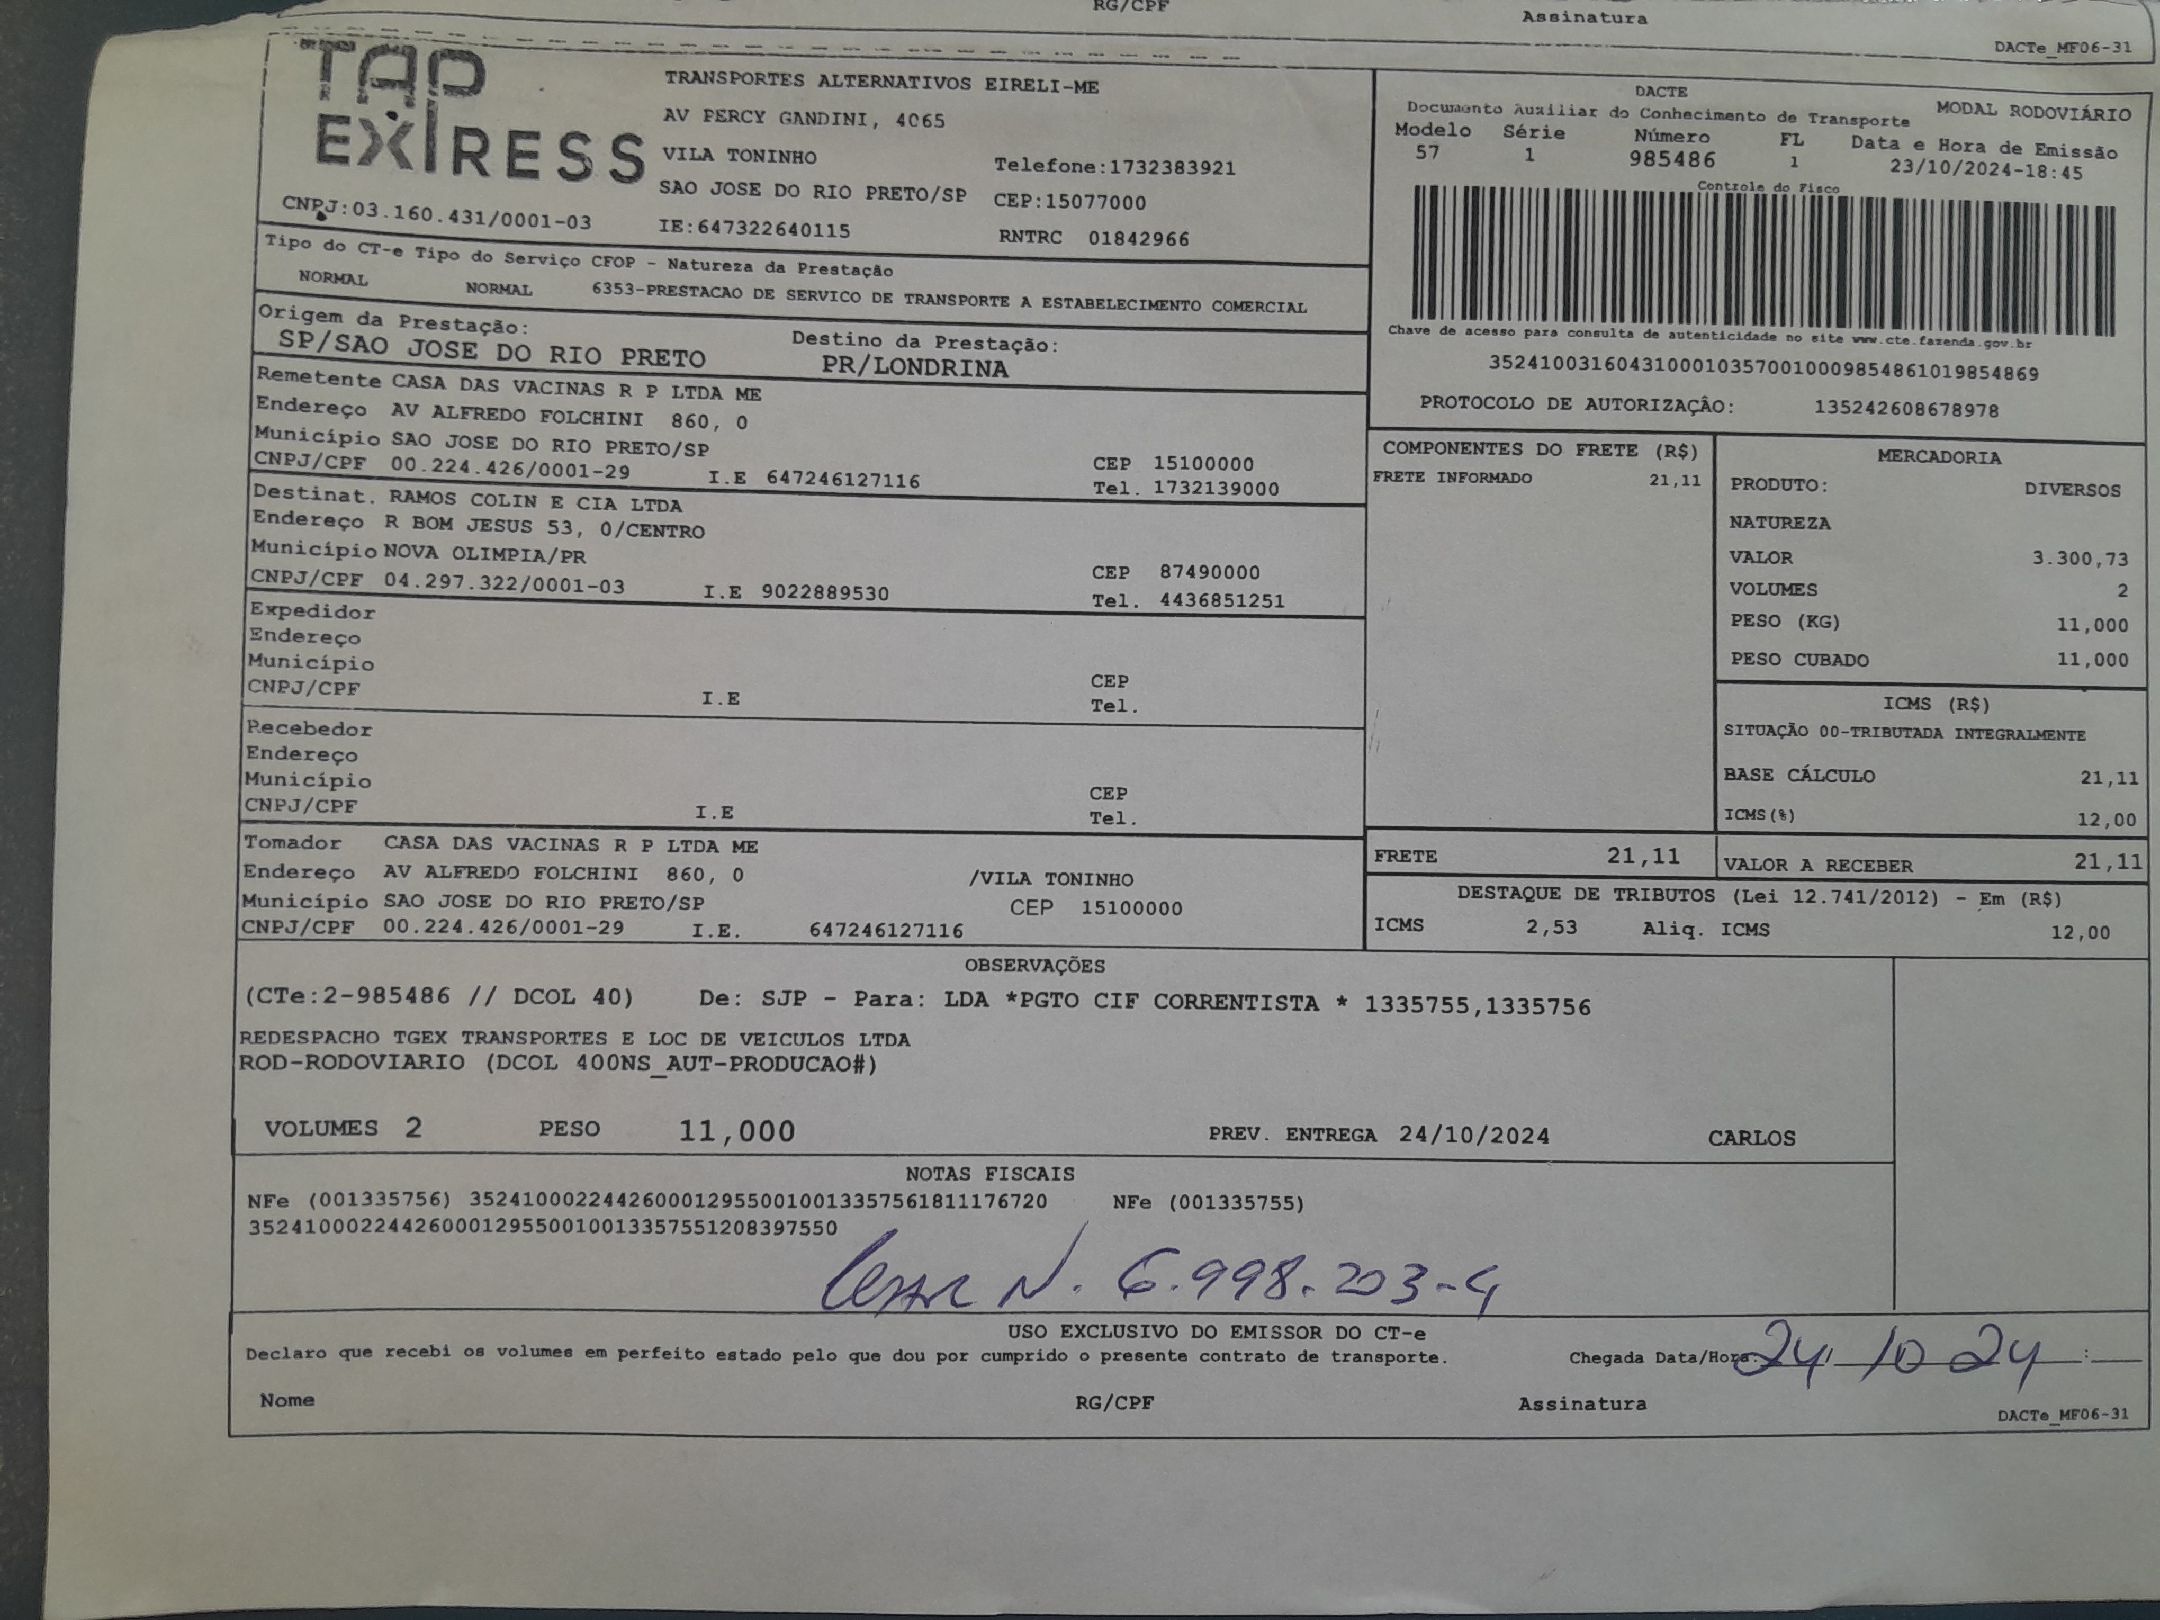 RG/CPF
Assinatura
DACTe_MF06-31
TAP
EXPRESS
CNPJ:03.160.431/0001-03
TRANSPORTES ALTERNATIVOS EIRELI-ME
AV PERCY GANDINI, 4065
VILA TONINHO
Telefone:1732383921
SAO JOSE DO RIO PRETO/SP CEP:15077000
IE:647322640115
RNTRC 01842966
DACTE
Documento Auxiliar do Conhecimento de Transporte
MODAL RODOVIÁRIO
Modelo Série Número FL Data e Hora de Emissão
57 1 985486 1 23/10/2024-18:45
Controle do Fisco
Chave de acesso para consulta de autenticidade no site www.cte.fazenda.gov.br
35241003160431000103570010009854861019854869
PROTOCOLO DE AUTORIZAÇÂO: 135242608678978
Tipo do CT-e Tipo do Serviço CFOP - Natureza da Prestação
NORMAL NORMAL 6353-PRESTACAO DE SERVICO DE TRANSPORTE A ESTABELECIMENTO COMERCIAL
Origem da Prestação: Destino da Prestação:
SP/SAO JOSE DO RIO PRETO PR/LONDRINA
Remetente CASA DAS VACINAS R P LTDA ME
Endereço AV ALFREDO FOLCHINI 860, 0
Município SAO JOSE DO RIO PRETO/SP CEP 15100000
CNPJ/CPF 00.224.426/0001-29 I.E 647246127116 Tel. 1732139000
Destinat. RAMOS COLIN E CIA LTDA
Endereço R BOM JESUS 53, 0/CENTRO
Município NOVA OLIMPIA/PR CEP 87490000
CNPJ/CPF 04.297.322/0001-03 I.E 9022889530 Tel. 4436851251
Expedidor
Endereço
Município CEP
CNPJ/CPF I.E Tel.
Recebedor
Endereço
Município CEP
CNPJ/CPF I.E Tel.
Tomador CASA DAS VACINAS R P LTDA ME
Endereço AV ALFREDO FOLCHINI 860, 0 /VILA TONINHO
Município SAO JOSE DO RIO PRETO/SP CEP 15100000
CNPJ/CPF 00.224.426/0001-29 I.E. 647246127116
COMPONENTES DO FRETE (R$)
FRETE INFORMADO 21,11
MERCADORIA
PRODUTO: DIVERSOS
NATUREZA
VALOR 3.300,73
VOLUMES 2
PESO (KG) 11,000
PESO CUBADO 11,000
ICMS (R$)
SITUAÇÃO 00-TRIBUTADA INTEGRALMENTE
BASE CÁLCULO 21,11
ICMS(%) 12,00
FRETE 21,11 VALOR A RECEBER 21,11
DESTAQUE DE TRIBUTOS (Lei 12.741/2012) - Em (R$)
ICMS 2,53 Aliq. ICMS 12,00
OBSERVAÇÕES
(CTe:2-985486 // DCOL 40) De: SJP - Para: LDA *PGTO CIF CORRENTISTA * 1335755,1335756
REDESPACHO TGEX TRANSPORTES E LOC DE VEICULOS LTDA
ROD-RODOVIARIO (DCOL 400NS_AUT-PRODUCAO#)
VOLUMES 2 PESO 11,000 PREV. ENTREGA 24/10/2024 CARLOS
NOTAS FISCAIS
NFe (001335756) 35241000224426000129550010013357561811176720 NFe (001335755)
35241000224426000129550010013357551208397550
Cesar N. 6.998.203-4
USO EXCLUSIVO DO EMISSOR DO CT-e
Declaro que recebi os volumes em perfeito estado pelo que dou por cumprido o presente contrato de transporte. Chegada Data/Hora: 24/10 24 :
Nome RG/CPF Assinatura
DACTe_MF06-31